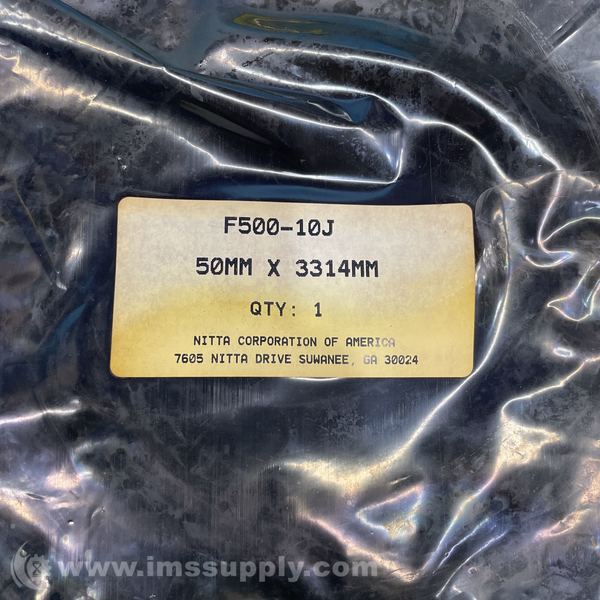 F500-10J
50MM X 3314MM
QTY: 1
NITTA CORPORATION OF AMERICA
7605 NITTA DRIVE SUWANEE, GA 30024
www.imssupply.com